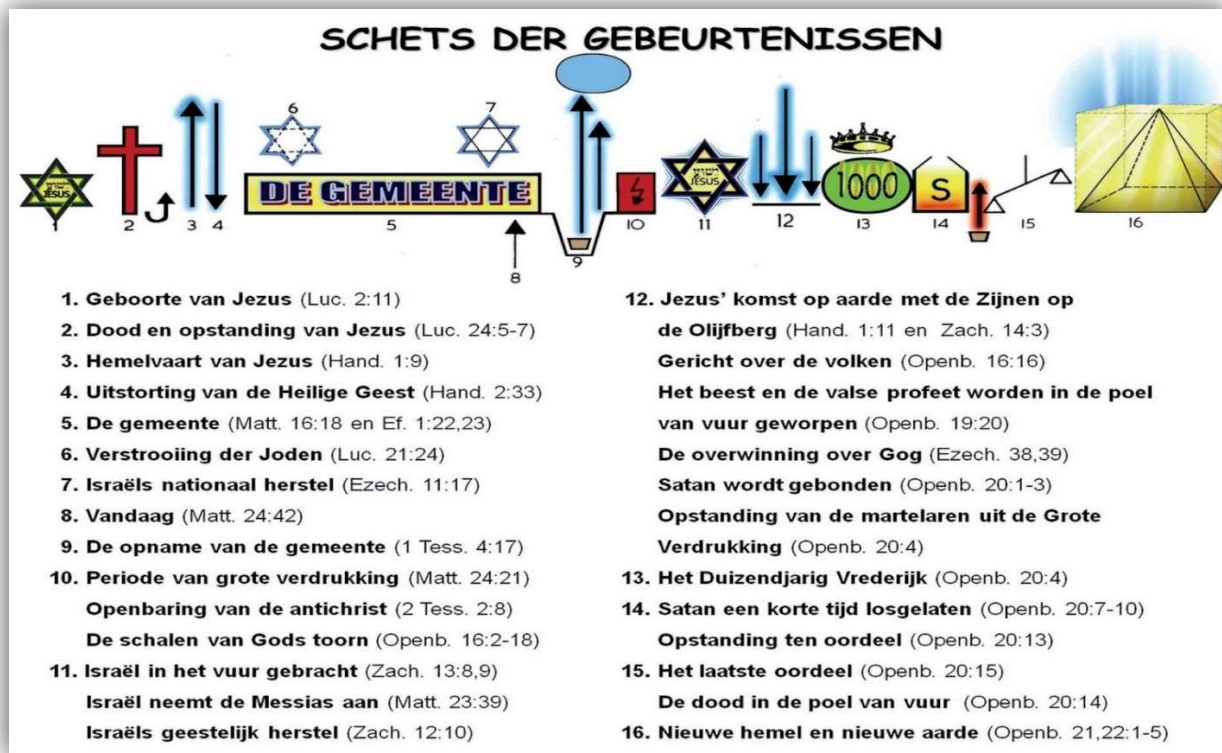 SCHETS DER GEBEURTENISSEN
6
7
JESUS
DE GEMEENTE
JESUS
1000
S
1
2
3
4
5
8
9
10
11
12
13
14
15
16
1. Geboorte van Jezus (Luc. 2:11)
2. Dood en opstanding van Jezus (Luc. 24:5-7)
3. Hemelvaart van Jezus (Hand. 1:9)
4. Uitstorting van de Heilige Geest (Hand. 2:33)
5. De gemeente (Matt. 16:18 en Ef. 1:22,23)
6. Verstrooiing der Joden (Luc. 21:24)
7. Israëls nationaal herstel (Ezech. 11:17)
8. Vandaag (Matt. 24:42)
9. De opname van de gemeente (1 Tess. 4:17)
10. Periode van grote verdrukking (Matt. 24:21)
Openbaring van de antichrist (2 Tess. 2:8)
De schalen van Gods toorn (Openb. 16:2-18)
11. Israël in het vuur gebracht (Zach. 13:8,9)
Israël neemt de Messias aan (Matt. 23:39)
Israëls geestelijk herstel (Zach. 12:10)
12. Jezus’ komst op aarde met de Zijnen op
de Olijfberg (Hand. 1:11 en Zach. 14:3)
Gericht over de volken (Openb. 16:16)
Het beest en de valse profeet worden in de poel
van vuur geworpen (Openb. 19:20)
De overwinning over Gog (Ezech. 38,39)
Satan wordt gebonden (Openb. 20:1-3)
Opstanding van de martelaren uit de Grote
Verdrukking (Openb. 20:4)
13. Het Duizendjarig Vrederijk (Openb. 20:4)
14. Satan een korte tijd losgelaten (Openb. 20:7-10)
Opstanding ten oordeel (Openb. 20:13)
15. Het laatste oordeel (Openb. 20:15)
De dood in de poel van vuur (Openb. 20:14)
16. Nieuwe hemel en nieuwe aarde (Openb. 21,22:1-5)